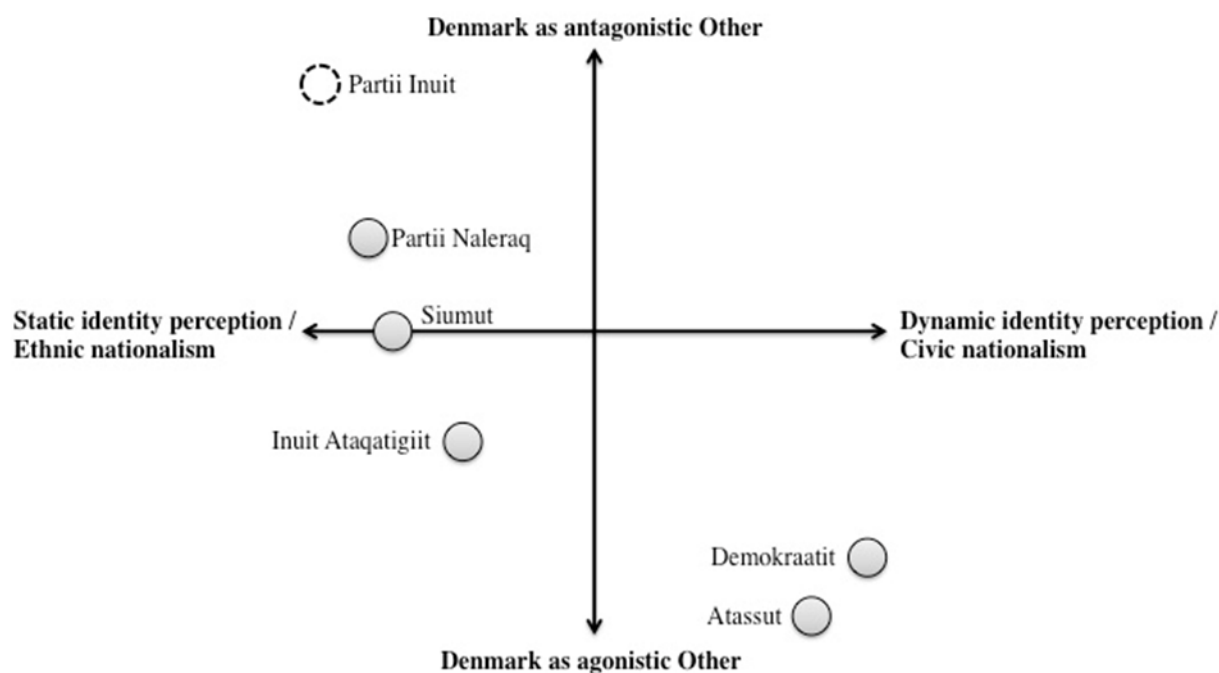 Denmark as antagonistic Other
Partii Inuit
Partii Naleraq
Siumut
Static identity perception /
Ethnic nationalism
Dynamic identity perception /
Civic nationalism
Inuit Ataqatigiit
Demokraatit
Atassut
Denmark as agonistic Other